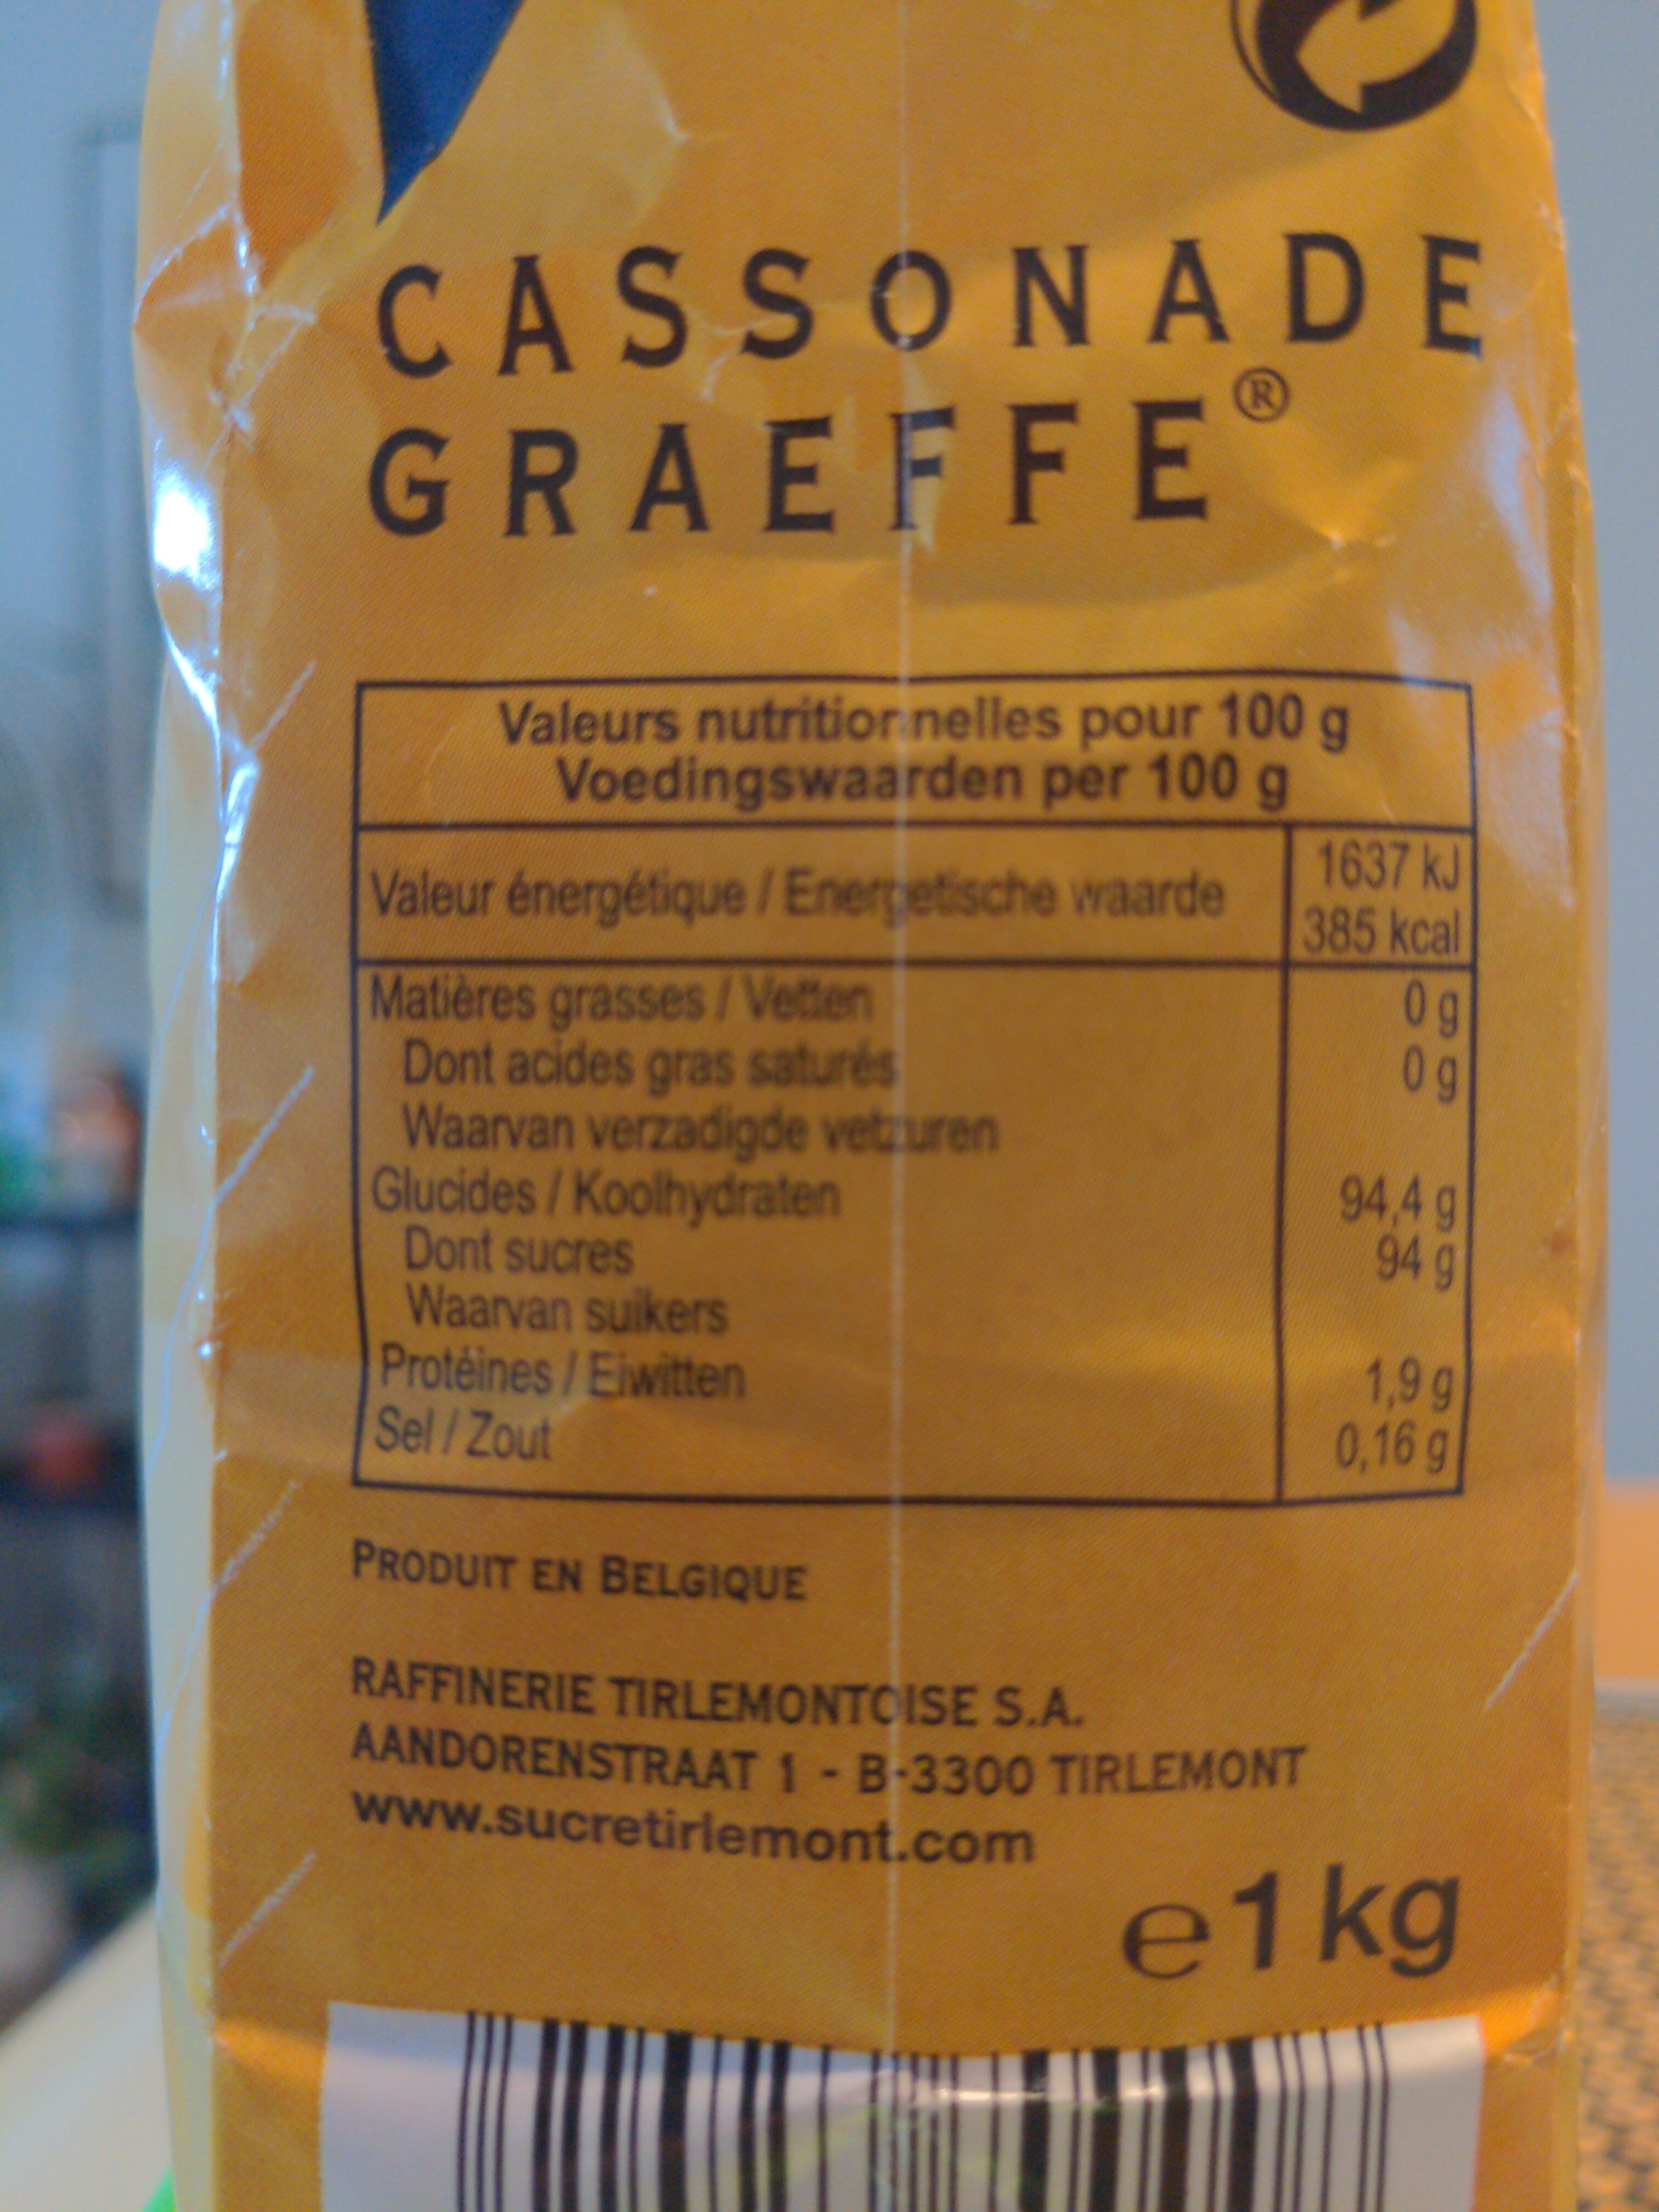 CASSONADE
GRAEFFE®
Valeurs nutritionnelles pour 100 g
Voedingswaarden per 100 g
Valeur énergétique / Energetische waarde
1637 kJ
385 kcal
Matières grasses / Vetten 0 g
Dont acides gras saturés 0 g
Waarvan verzadigde vetzuren
Glucides / Koolhydraten 94,4 g
Dont sucres 94 g
Waarvan suikers
Protéines / Eiwitten 1,9 g
Sel / Zout 0,16 g
PRODUIT EN BELGIQUE
RAFFINERIE TIRLEMONTOISE S.A.
AANDORENSTRAAT 1 - B-3300 TIRLEMONT
www.sucretirlemont.com
℮1 kg